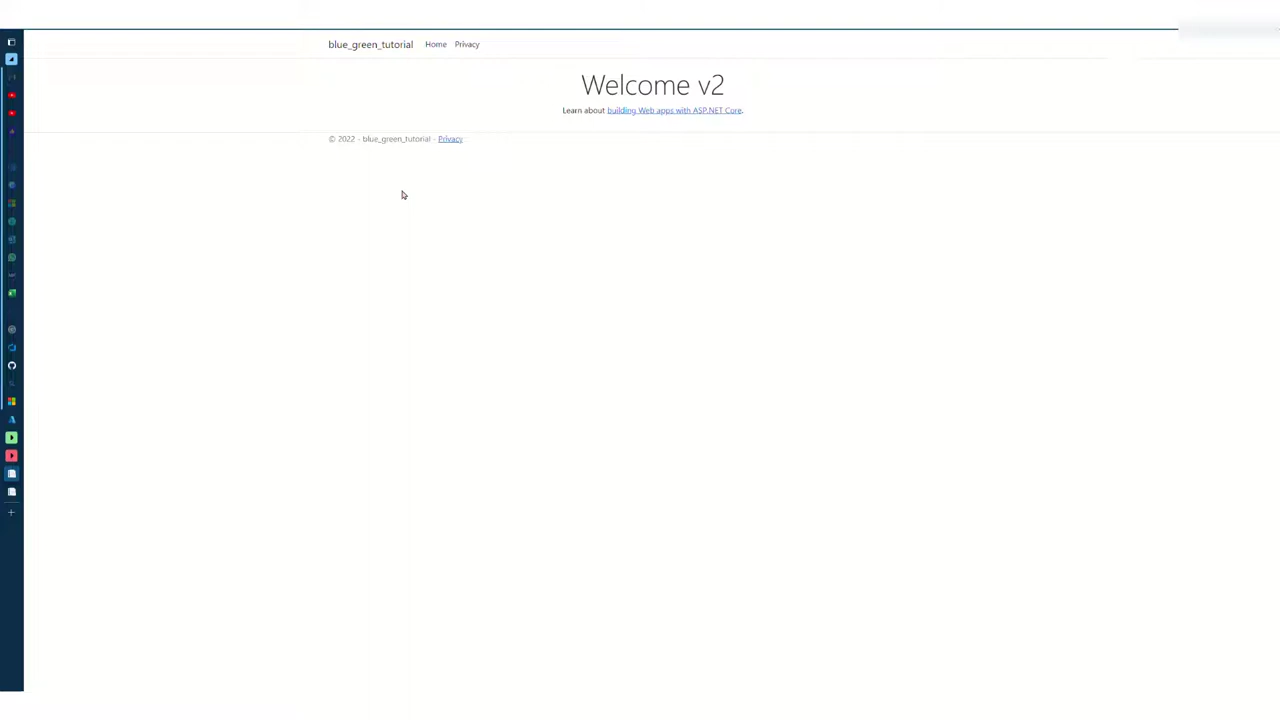 blue_green_tutorial Home Privacy
Welcome v2
Learn about building Web apps with ASP.NET Core.
© 2022 - blue_green_tutorial - Privacy